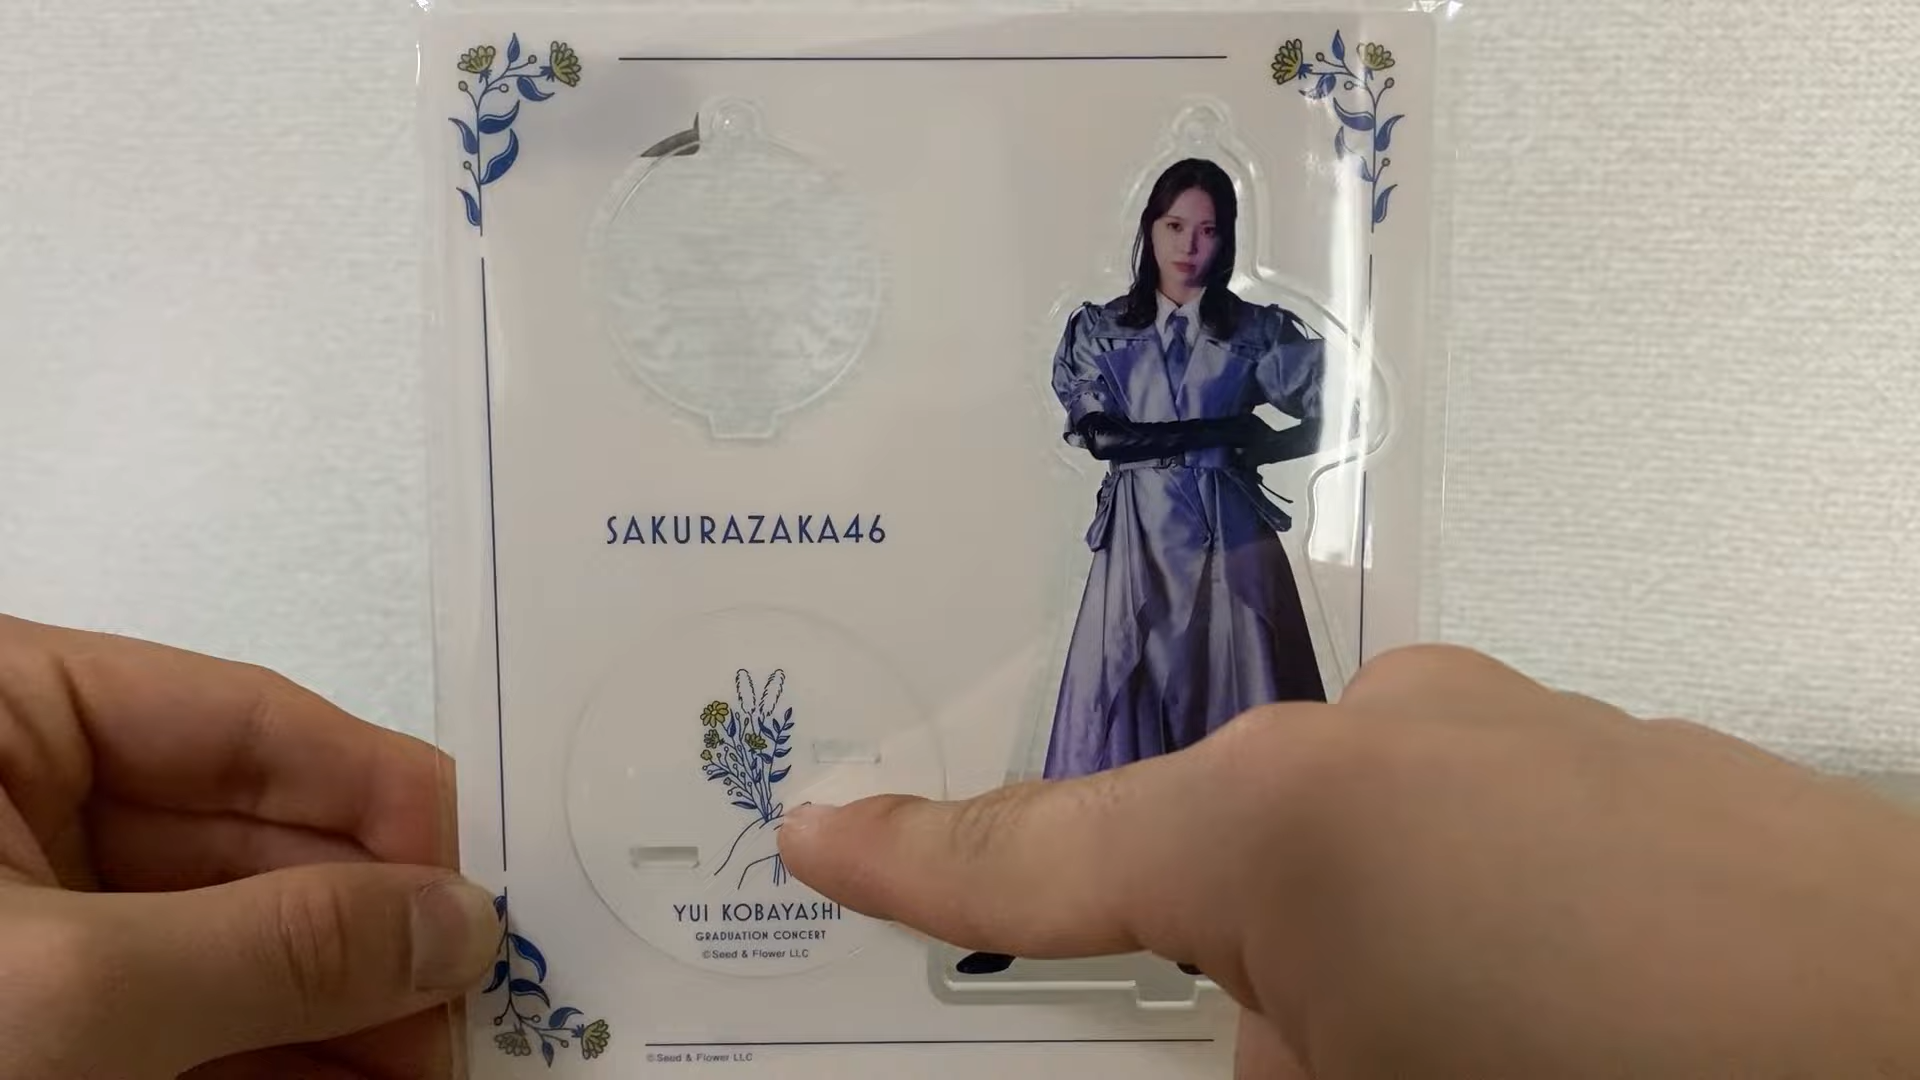 SAKURAZAKA46
YUI KOBAYASHI
GRADUATION CONCERT
©Seed & Flower LLC
©Seed & Flower LLC